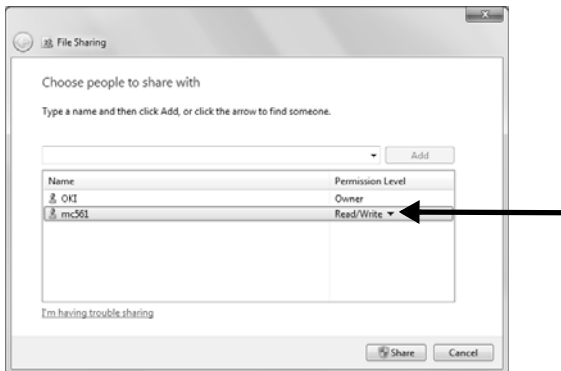 File Sharing
Choose people to share with
Type a name and then click Add, or click the arrow to find someone.
Add
Name Permission Level
OKI Owner
mc561 Read/Write
I'm having trouble sharing
Share Cancel